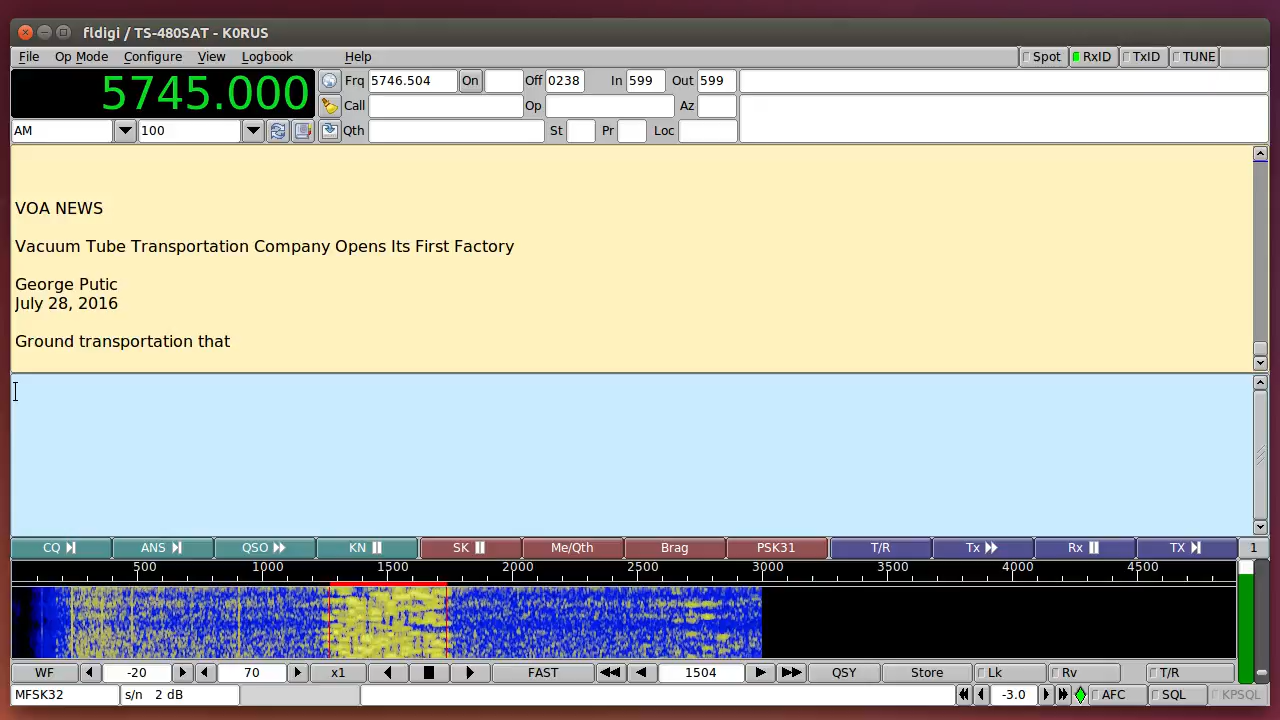 fldigi / TS-480SAT - K0RUS
File Op Mode Configure View Logbook Help Spot RxID TxID TUNE
5745.000 Frq 5746.504 On Off 0238 In 599 Out 599
Call Op Az
AM 100 Qth St Pr Loc
VOA NEWS
Vacuum Tube Transportation Company Opens Its First Factory
George Putic
July 28, 2016
Ground transportation that
CQ ANS QSO KN SK Me/Qth Brag PSK31 T/R Tx Rx TX 1
500 1000 1500 2000 2500 3000 3500 4000 4500
WF -20 70 x1 FAST 1504 QSY Store Lk Rv T/R
MFSK32 s/n 2 dB -3.0 AFC SQL KPSQL